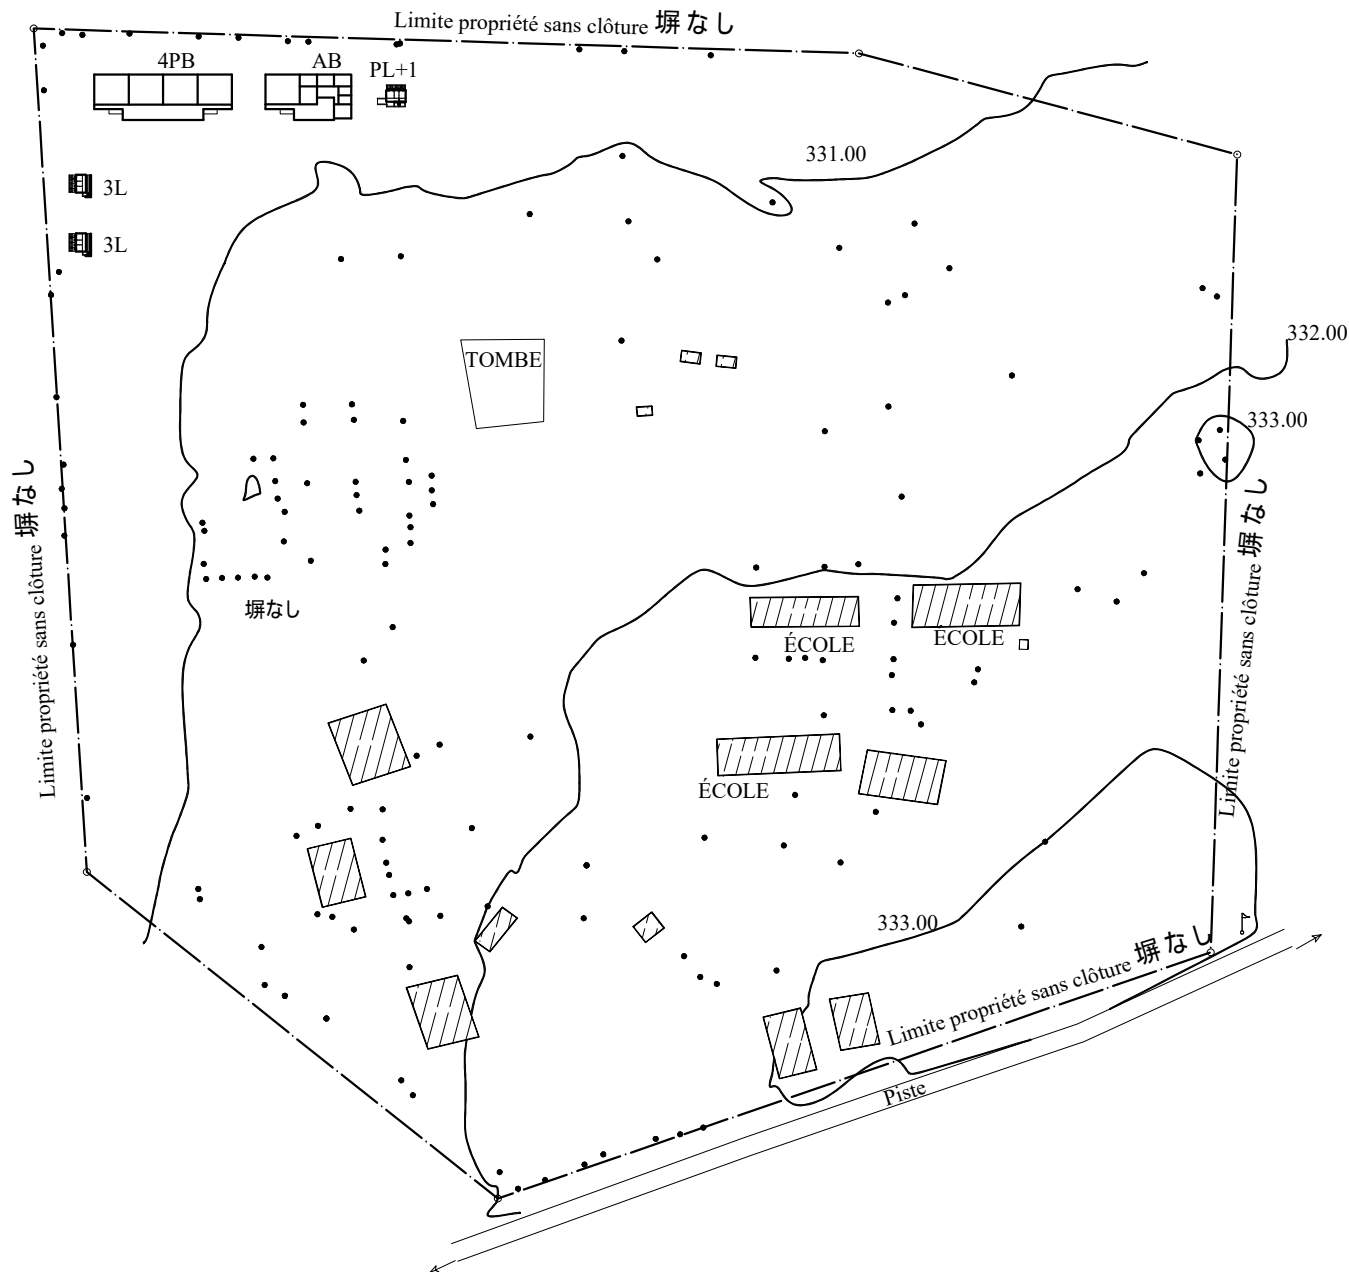 Limite propriété sans clôture 塀なし
4PB
AB
PL+1
331.00
3L
3L
332.00
TOMBE
333.00
Limite propriété sans clôture 塀なし
Limite propriété sans clôture 塀なし
塀なし
ÉCOLE
ÉCOLE
ÉCOLE
333.00
Limite propriété sans clôture 塀なし
Piste